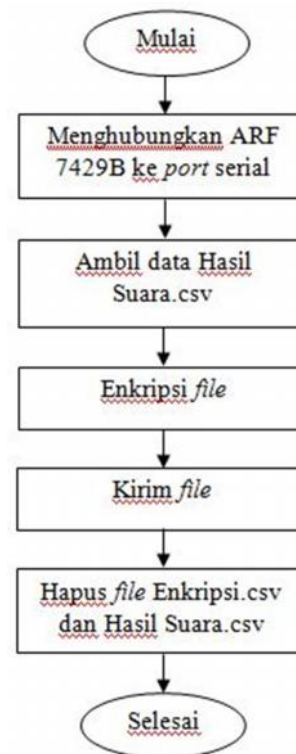 Mulai
Menghubungkan ARF
7429B ke port serial
Ambil data Hasil
Suara.csv
Enkripsi file
Kirim file
Hapus file Enkripsi.csv
dan Hasil Suara.csv
Selesai